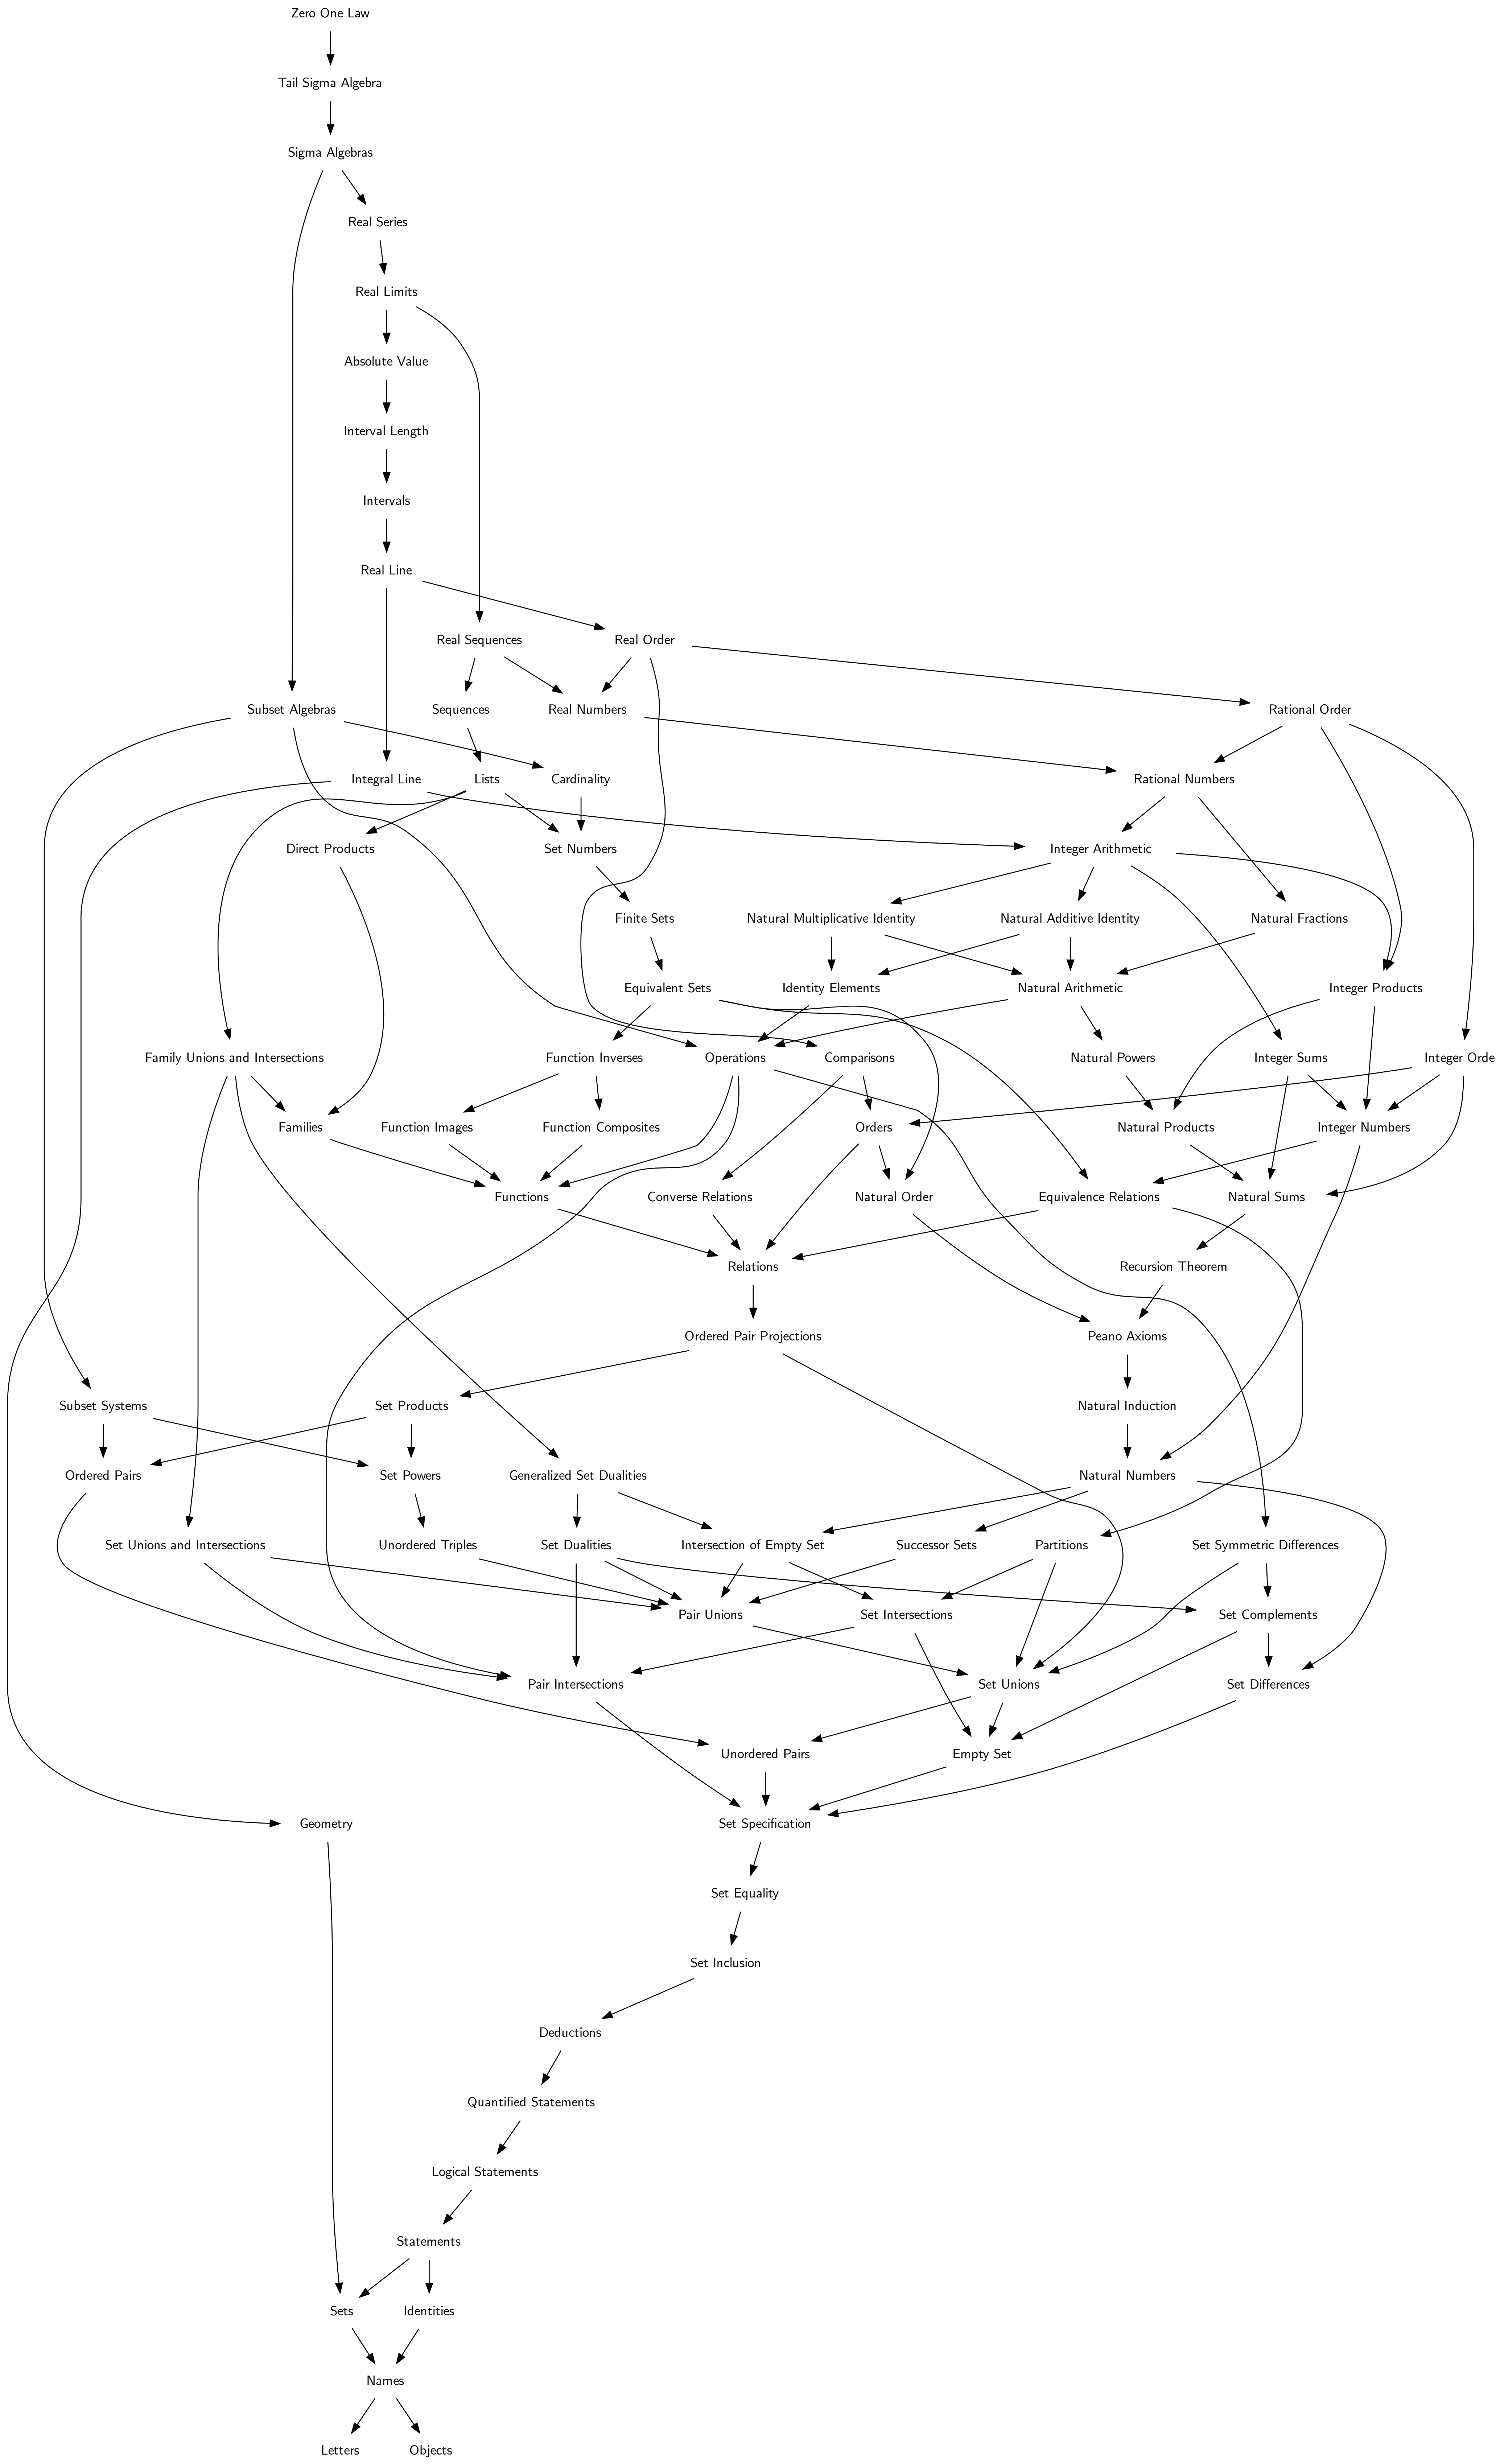 Zero One Law
Tail Sigma Algebra
Sigma Algebras
Real Series
Real Limits
Absolute Value
Interval Length
Intervals
Real Line
Real Sequences
Real Order
Subset Algebras
Sequences
Real Numbers
Rational Order
Integral Line
Lists
Cardinality
Rational Numbers
Direct Products
Set Numbers
Integer Arithmetic
Finite Sets
Natural Multiplicative Identity
Natural Additive Identity
Natural Fractions
Equivalent Sets
Identity Elements
Natural Arithmetic
Integer Products
Family Unions and Intersections
Function Inverses
Operations
Comparisons
Natural Powers
Integer Sums
Integer Orde
Families
Function Images
Function Composites
Orders
Natural Products
Integer Numbers
Functions
Converse Relations
Natural Order
Equivalence Relations
Natural Sums
Relations
Recursion Theorem
Ordered Pair Projections
Peano Axioms
Subset Systems
Set Products
Natural Induction
Ordered Pairs
Set Powers
Generalized Set Dualities
Natural Numbers
Set Unions and Intersections
Unordered Triples
Set Dualities
Intersection of Empty Set
Successor Sets
Partitions
Set Symmetric Differences
Pair Unions
Set Intersections
Set Complements
Pair Intersections
Set Unions
Set Differences
Unordered Pairs
Empty Set
Geometry
Set Specification
Set Equality
Set Inclusion
Deductions
Quantified Statements
Logical Statements
Statements
Sets
Identities
Names
Letters
Objects